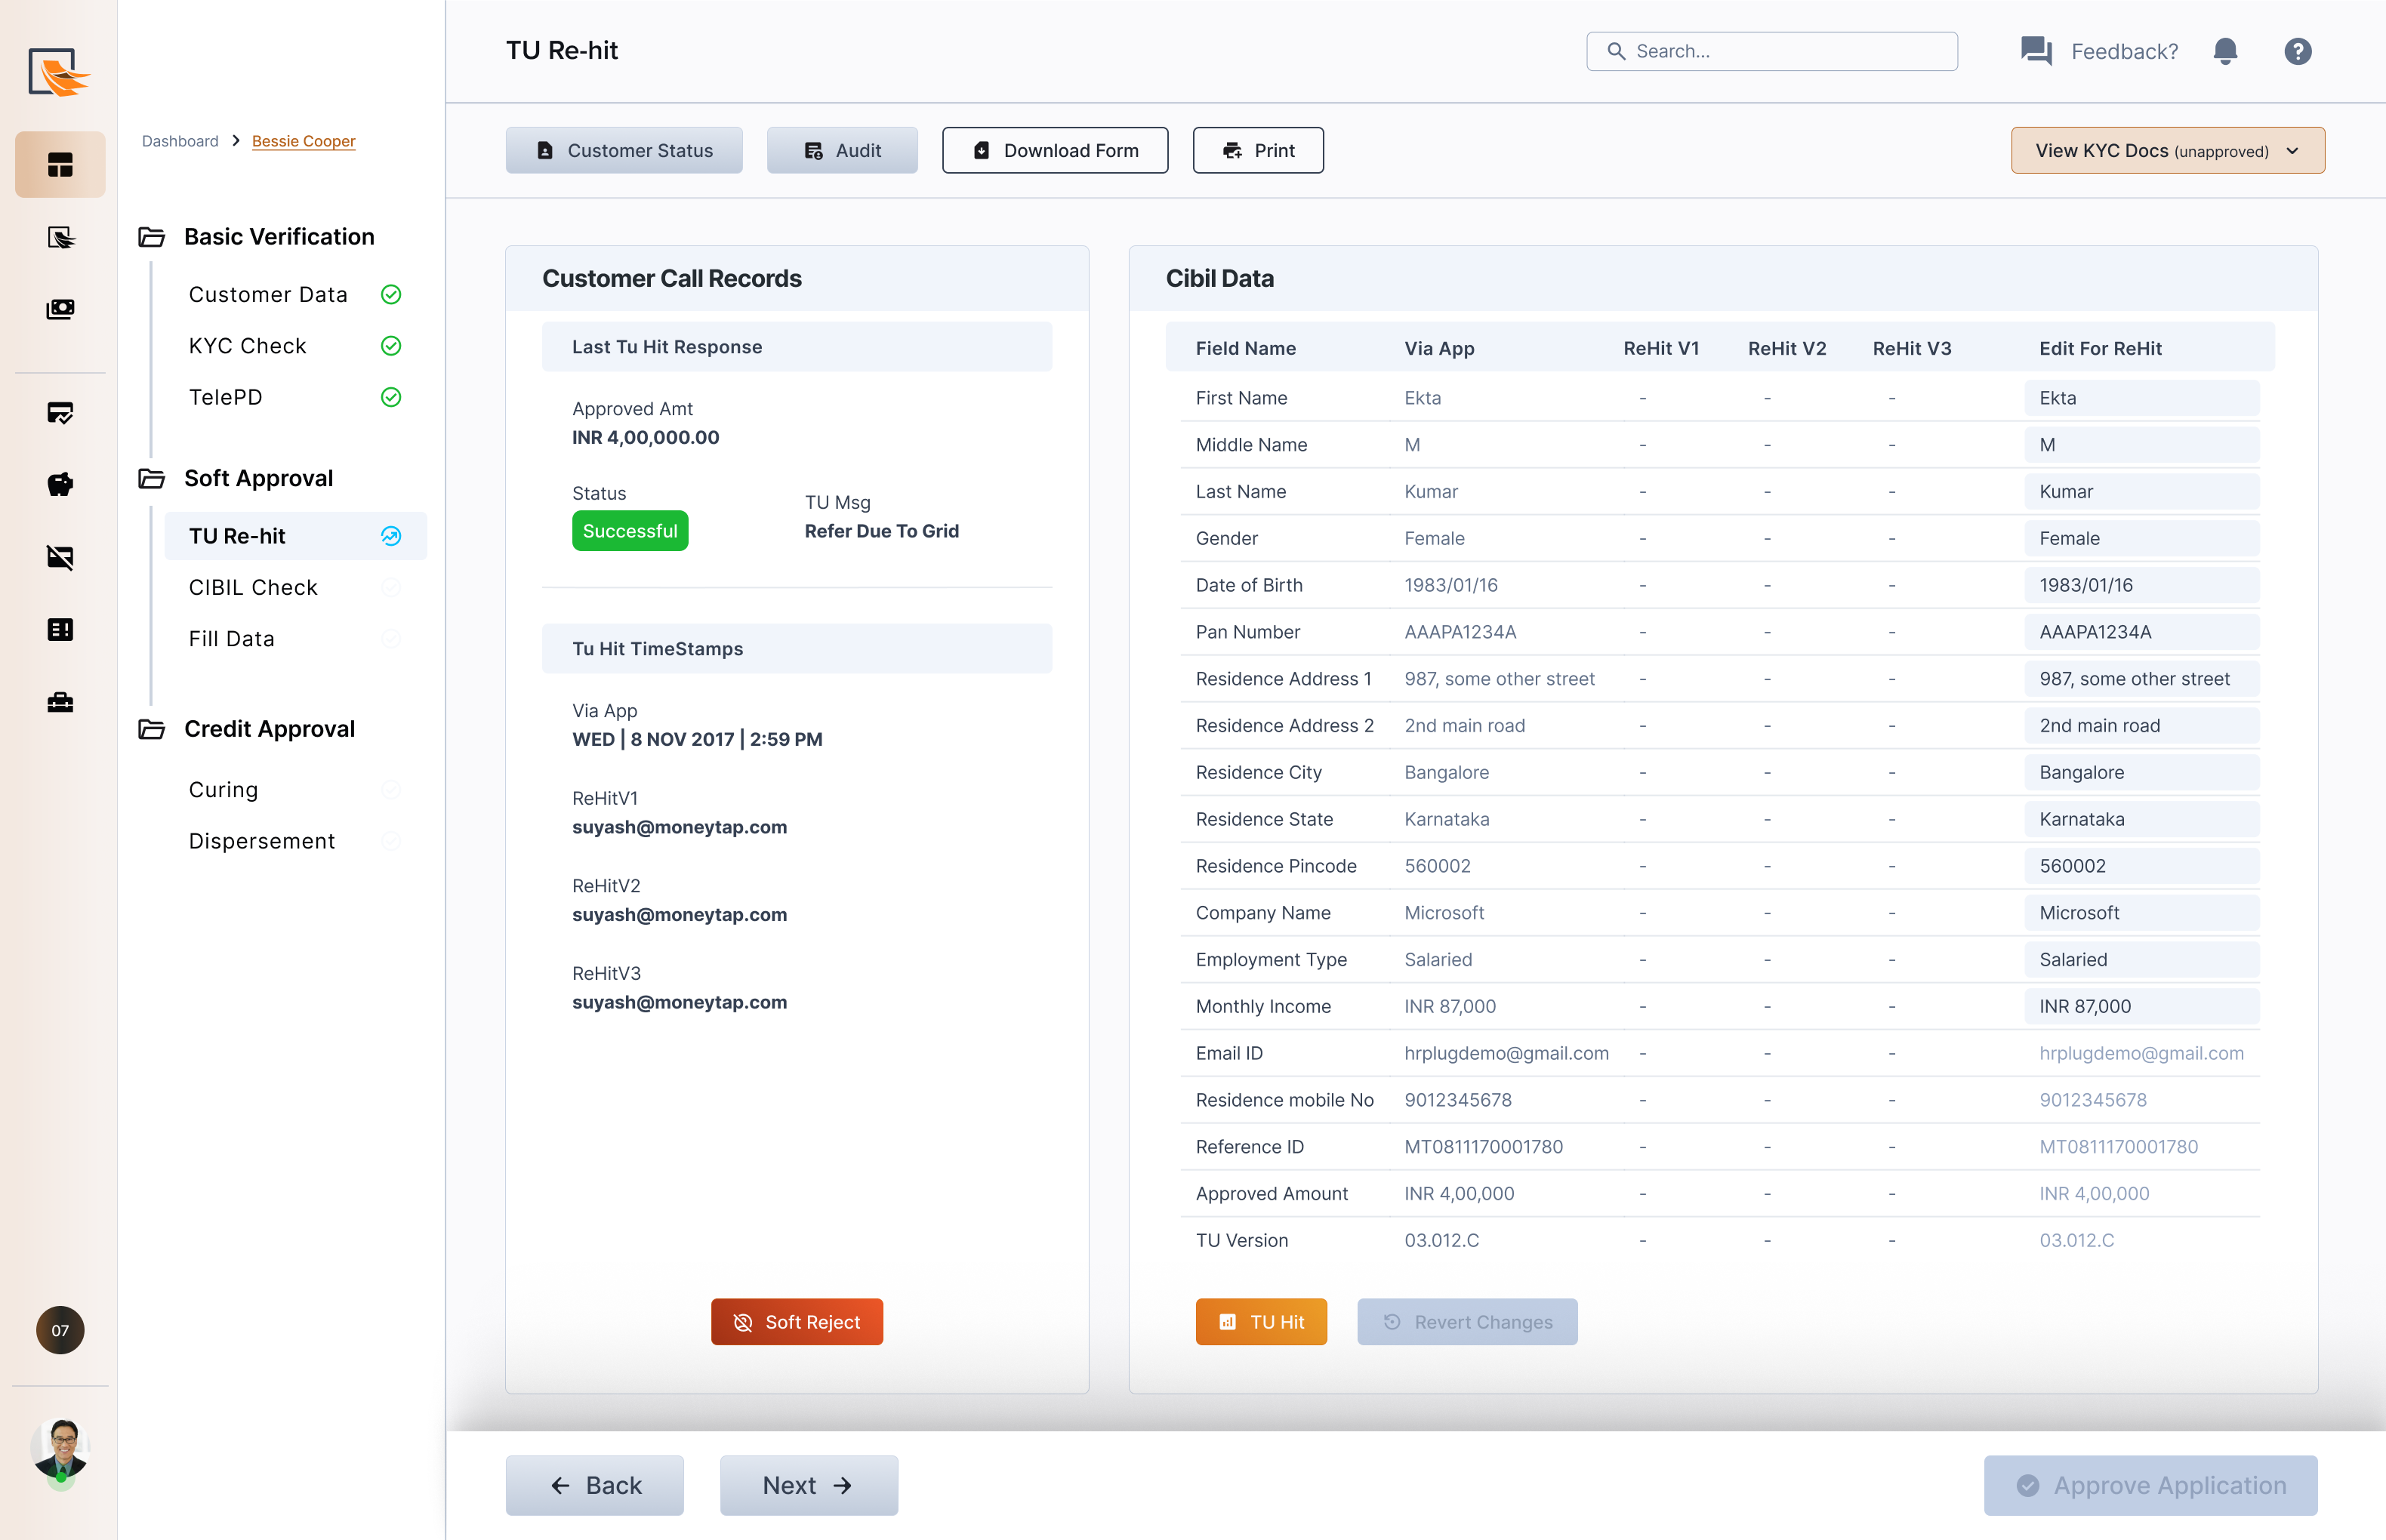 TU Re-hit
Search...
Feedback?
Dashboard
Bessie Cooper
Customer Status
Audit
Download Form
Print
View KYC Docs (unapproved)
Basic Verification
Customer Data
KYC Check
TelePD
Soft Approval
TU Re-hit
CIBIL Check
Fill Data
Credit Approval
Curing
Dispersement
07
Customer Call Records
Last Tu Hit Response
Approved Amt
INR 4,00,000.00
Status
Successful
TU Msg
Refer Due To Grid
Tu Hit TimeStamps
Via App
WED | 8 NOV 2017 | 2:59 PM
ReHitV1
suyash@moneytap.com
ReHitV2
suyash@moneytap.com
ReHitV3
suyash@moneytap.com
Soft Reject
Cibil Data
Field Name Via App ReHit V1 ReHit V2 ReHit V3 Edit For ReHit
First Name Ekta - - - Ekta
Middle Name M - - - M
Last Name Kumar - - - Kumar
Gender Female - - - Female
Date of Birth 1983/01/16 - - - 1983/01/16
Pan Number AAAPA1234A - - - AAAPA1234A
Residence Address 1 987, some other street - - - 987, some other street
Residence Address 2 2nd main road - - - 2nd main road
Residence City Bangalore - - - Bangalore
Residence State Karnataka - - - Karnataka
Residence Pincode 560002 - - - 560002
Company Name Microsoft - - - Microsoft
Employment Type Salaried - - - Salaried
Monthly Income INR 87,000 - - - INR 87,000
Email ID hrplugdemo@gmail.com - - - hrplugdemo@gmail.com
Residence mobile No 9012345678 - - - 9012345678
Reference ID MT0811170001780 - - - MT0811170001780
Approved Amount INR 4,00,000 - - - INR 4,00,000
TU Version 03.012.C - - - 03.012.C
TU Hit
Revert Changes
Back
Next
Approve Application